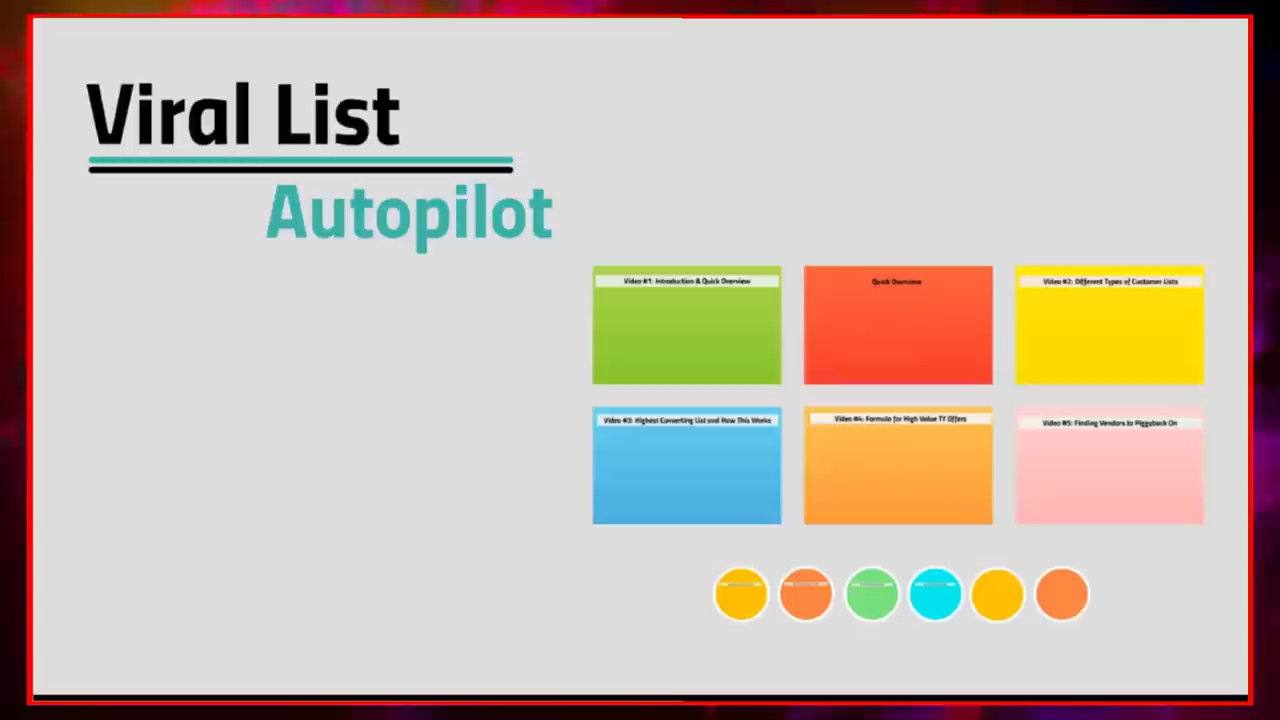 Viral List
Autopilot
Video #1: Introduction & Quick Overview
Quick Overview
Video #2: Different Types of Customer Lists
Video #3: Highest Converting List and How This Works
Video #4: Formula for High Value TY Offers
Video #5: Finding Vendors to Piggyback On